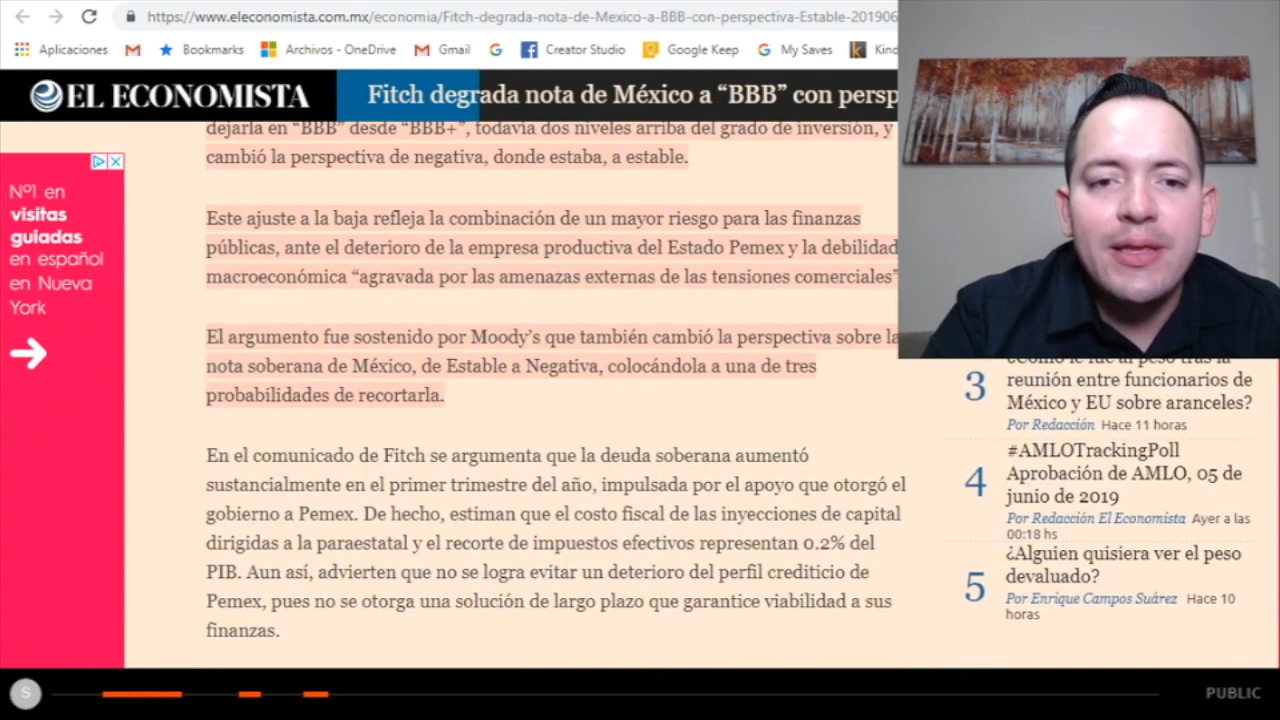 https://www.eleconomista.com.mx/economia/Fitch-degrada-nota-de-Mexico-a-BBB-con-perspectiva-Estable-201906
Aplicaciones
Bookmarks
Archivos - OneDrive
Gmail
Creator Studio
Google Keep
My Saves
Kind
EL ECONOMISTA
Fitch degrada nota de México a “BBB” con persp
dejarla en “BBB” desde “BBB+”, todavía dos niveles arriba del grado de inversión, y
cambió la perspectiva de negativa, donde estaba, a estable.
Nº1 en
visitas
guiadas
en español
en Nueva
York
Este ajuste a la baja refleja la combinación de un mayor riesgo para las finanzas
públicas, ante el deterioro de la empresa productiva del Estado Pemex y la debilidad
macroeconómica “agravada por las amenazas externas de las tensiones comerciales”
El argumento fue sostenido por Moody’s que también cambió la perspectiva sobre la
nota soberana de México, de Estable a Negativa, colocándola a una de tres
probabilidades de recortarla.
En el comunicado de Fitch se argumenta que la deuda soberana aumentó
sustancialmente en el primer trimestre del año, impulsada por el apoyo que otorgó el
gobierno a Pemex. De hecho, estiman que el costo fiscal de las inyecciones de capital
dirigidas a la paraestatal y el recorte de impuestos efectivos representan 0.2% del
PIB. Aun así, advierten que no se logra evitar un deterioro del perfil crediticio de
Pemex, pues no se otorga una solución de largo plazo que garantice viabilidad a sus
finanzas.
3
¿Cómo le fue al peso tras la
reunión entre funcionarios de
México y EU sobre aranceles?
Por Redacción Hace 11 horas
4
#AMLOTrackingPoll
Aprobación de AMLO, 05 de
junio de 2019
Por Redacción El Economista Ayer a las
00:18 hs
5
¿Alguien quisiera ver el peso
devaluado?
Por Enrique Campos Suárez Hace 10
horas
S
PUBLIC